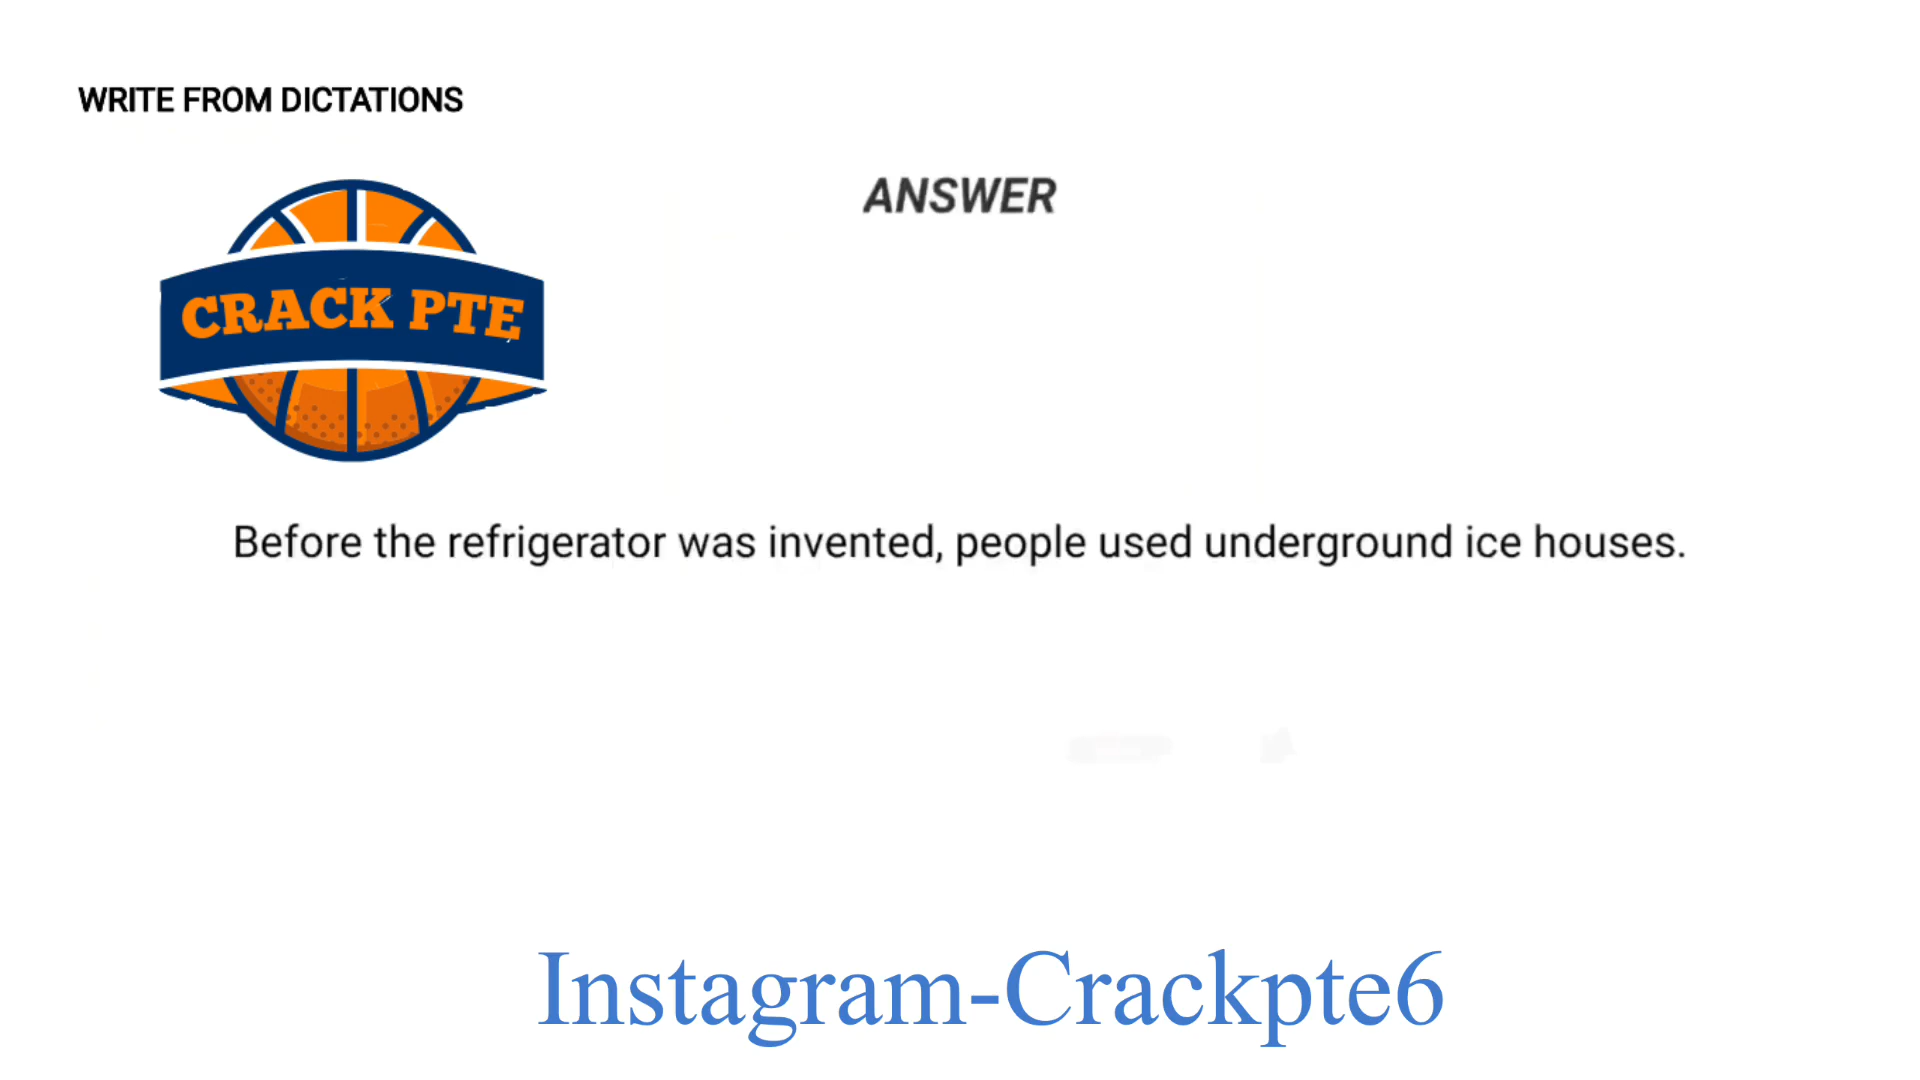 WRITE FROM DICTATIONS
ANSWER
CRACK PTE
Before the refrigerator was invented, people used underground ice houses.
Instagram-Crackpte6